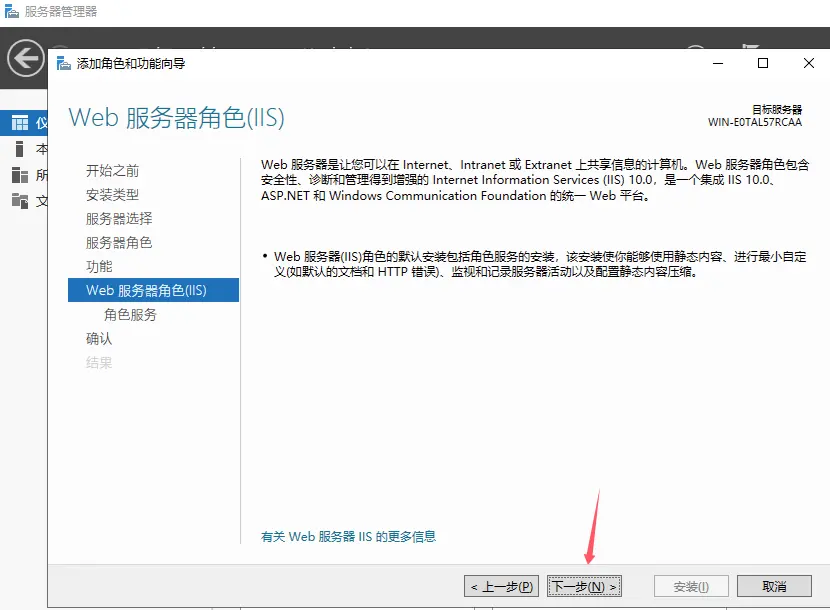 服务器管理器
添加角色和功能向导
Web 服务器角色(IIS)
目标服务器
WIN-E0TAL57RCAA
仪
本
所
文
开始之前
安装类型
服务器选择
服务器角色
功能
Web 服务器角色(IIS)
角色服务
确认
结果
Web 服务器是让您可以在 Internet、Intranet 或 Extranet 上共享信息的计算机。Web 服务器角色包含
安全性、诊断和管理得到增强的 Internet Information Services (IIS) 10.0，是一个集成 IIS 10.0、
ASP.NET 和 Windows Communication Foundation 的统一 Web 平台。
• Web 服务器(IIS)角色的默认安装包括角色服务的安装，该安装使你能够使用静态内容、进行最小自定
义(如默认的文档和 HTTP 错误)、监视和记录服务器活动以及配置静态内容压缩。
有关 Web 服务器 IIS 的更多信息
< 上一步(P)
下一步(N) >
安装(I)
取消